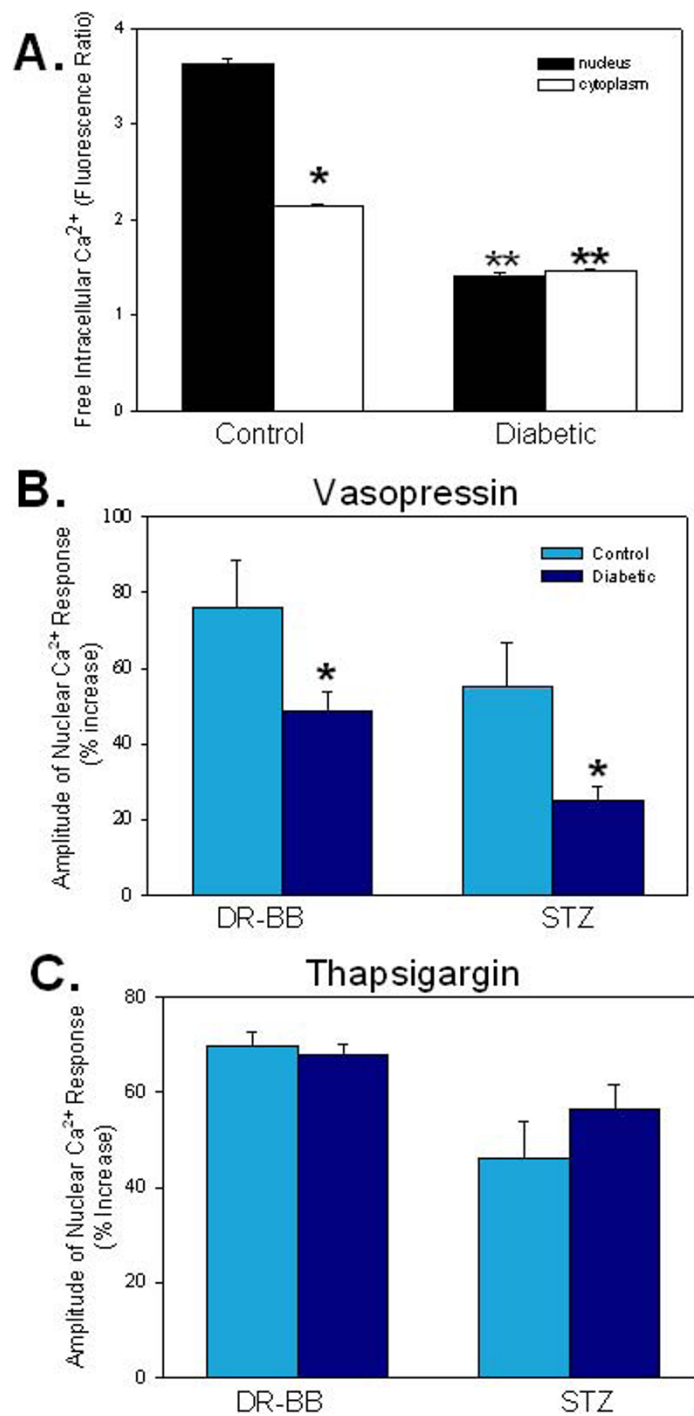 A.
Free Intracellular Ca²⁺ (Fluorescence Ratio)
4
3
2
1
0
nucleus
cytoplasm
*
**
**
Control
Diabetic
B.
Vasopressin
Amplitude of Nuclear Ca²⁺ Response
(% increase)
100
80
60
40
20
0
Control
Diabetic
*
*
DR-BB
STZ
C.
Thapsigargin
Amplitude of Nuclear Ca²⁺ Response
(% Increase)
80
60
40
20
0
DR-BB
STZ